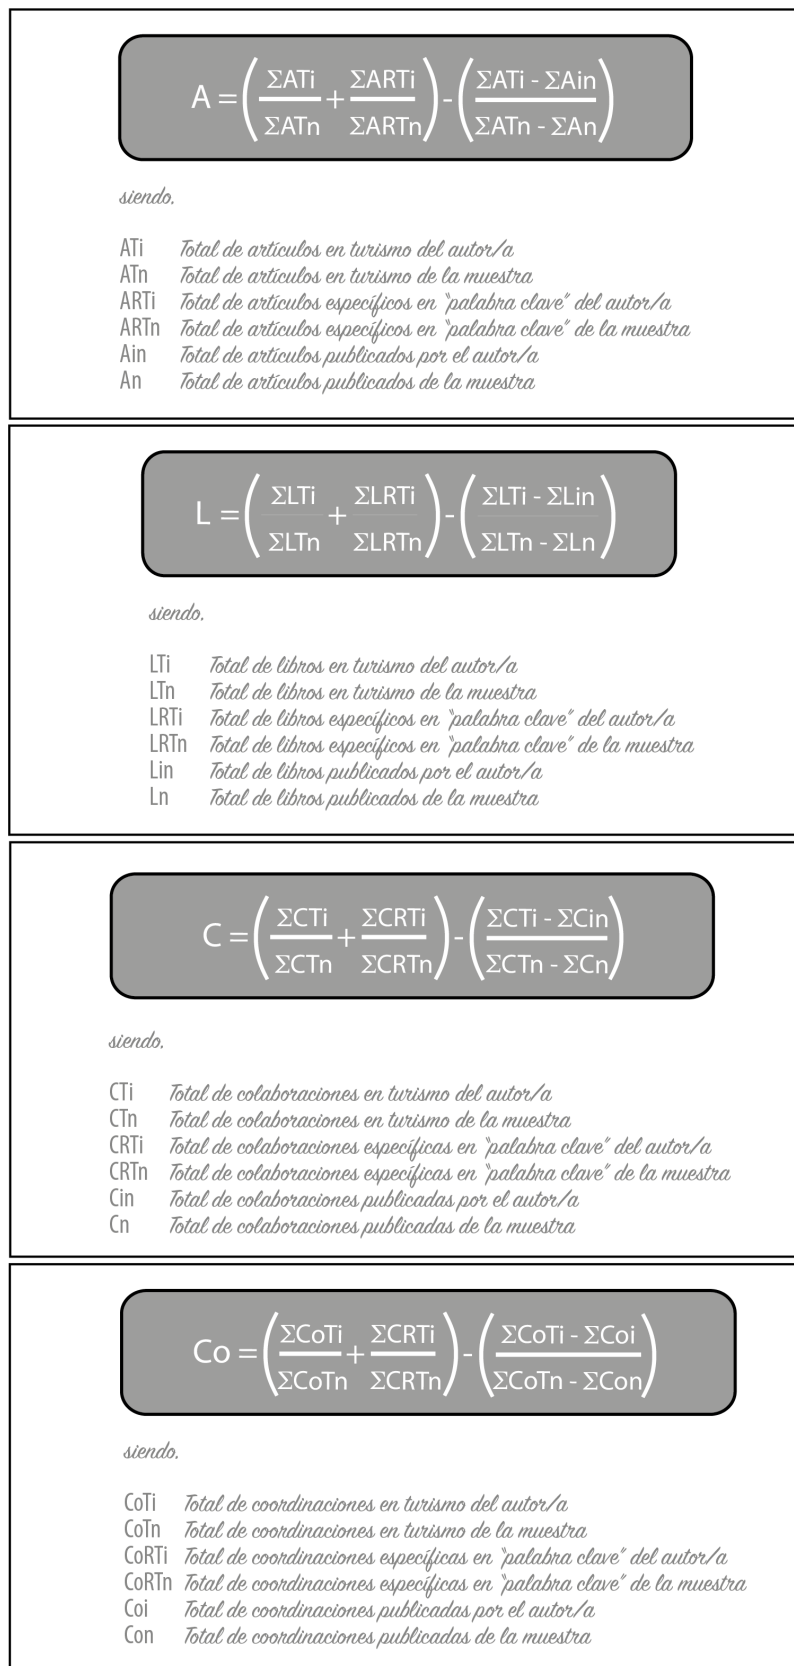 A = (ΣATi/ΣATn + ΣARTi/ΣARTn) - (ΣATi - ΣAin/ΣATn - ΣAn)
siendo,
ATi Total de artículos en turismo del autor/a
ATn Total de artículos en turismo de la muestra
ARTi Total de artículos específicos en "palabra clave" del autor/a
ARTn Total de artículos específicos en "palabra clave" de la muestra
Ain Total de artículos publicados por el autor/a
An Total de artículos publicados de la muestra
L = (ΣLTi/ΣLTn + ΣLRTi/ΣLRTn) - (ΣLTi - ΣLin/ΣLTn - ΣLn)
siendo,
LTi Total de libros en turismo del autor/a
LTn Total de libros en turismo de la muestra
LRTi Total de libros específicos en "palabra clave" del autor/a
LRTn Total de libros específicos en "palabra clave" de la muestra
Lin Total de libros publicados por el autor/a
Ln Total de libros publicados de la muestra
C = (ΣCTi/ΣCTn + ΣCRTi/ΣCRTn) - (ΣCTi - ΣCin/ΣCTn - ΣCn)
siendo,
CTi Total de colaboraciones en turismo del autor/a
CTn Total de colaboraciones en turismo de la muestra
CRTi Total de colaboraciones específicas en "palabra clave" del autor/a
CRTn Total de colaboraciones específicas en "palabra clave" de la muestra
Cin Total de colaboraciones publicadas por el autor/a
Cn Total de colaboraciones publicadas de la muestra
Co = (ΣCoTi/ΣCoTn + ΣCRTi/ΣCRTn) - (ΣCoTi - ΣCoi/ΣCoTn - ΣCon)
siendo,
CoTi Total de coordinaciones en turismo del autor/a
CoTn Total de coordinaciones en turismo de la muestra
CoRTi Total de coordinaciones específicas en "palabra clave" del autor/a
CoRTn Total de coordinaciones específicas en "palabra clave" de la muestra
Coi Total de coordinaciones publicadas por el autor/a
Con Total de coordinaciones publicadas de la muestra